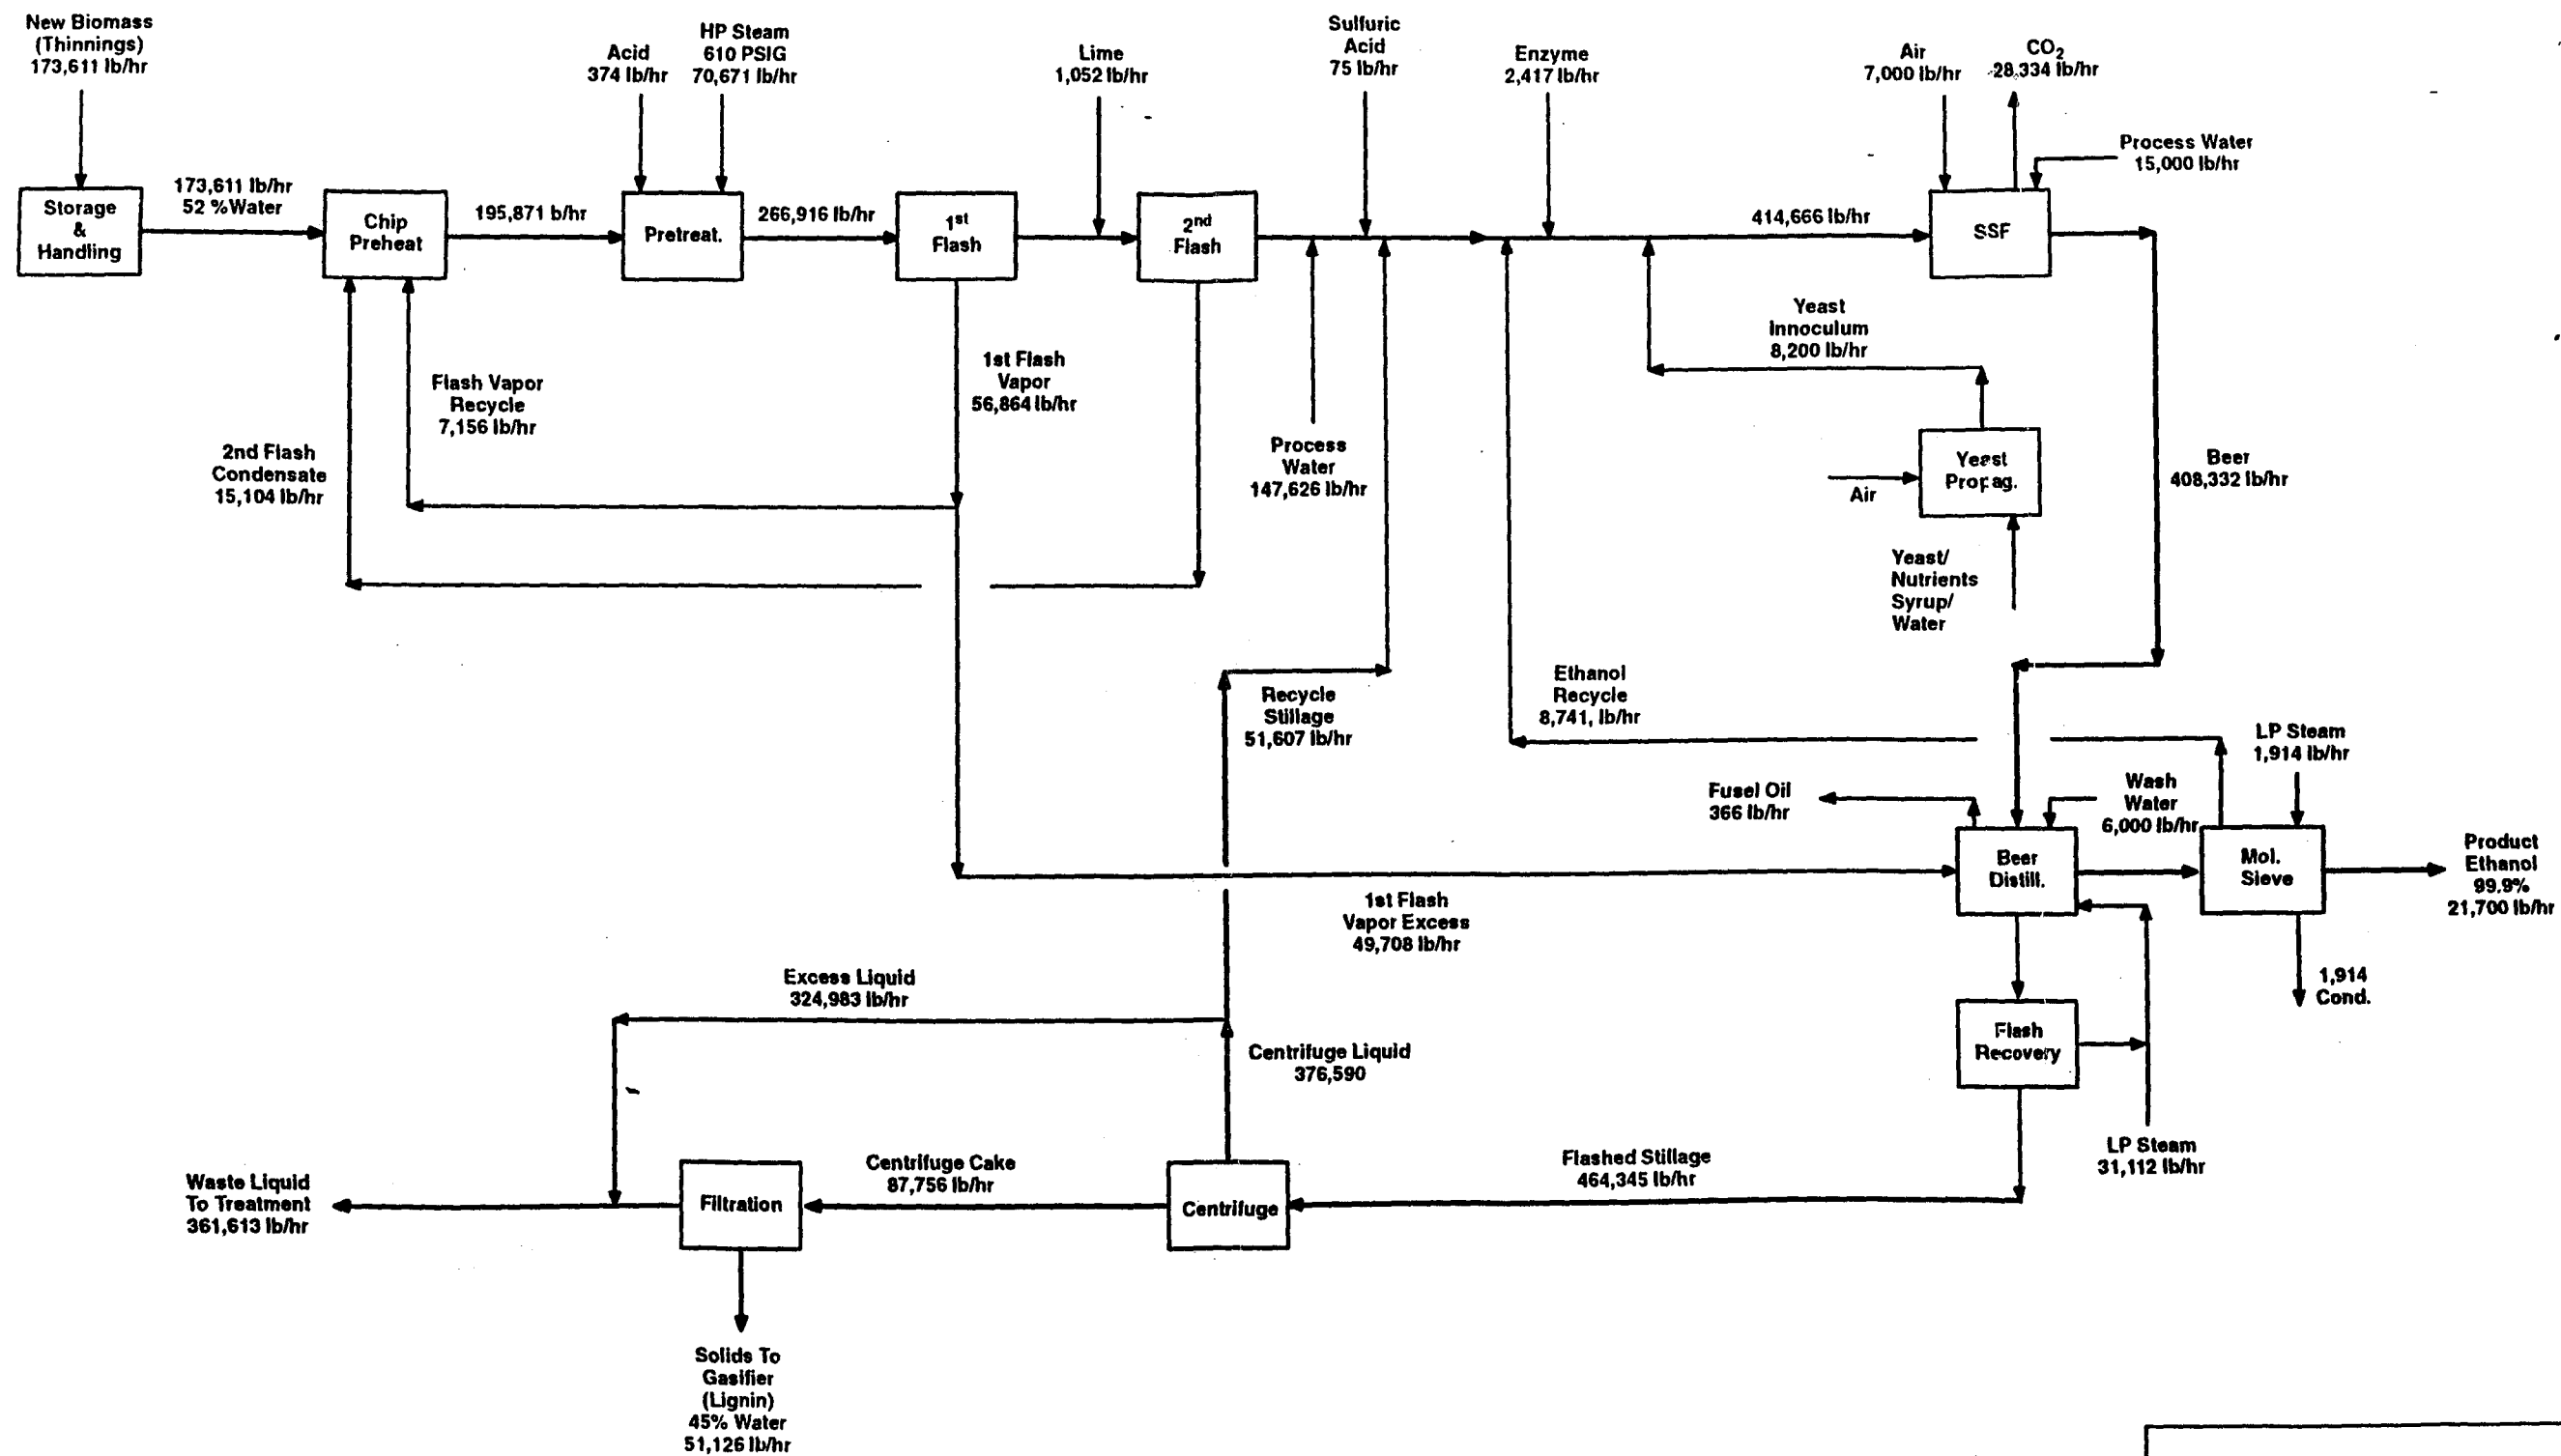 New Biomass
(Thinnings)
173,611 lb/hr
Acid
374 lb/hr
HP Steam
610 PSIG
70,671 lb/hr
Lime
1,052 lb/hr
Sulfuric
Acid
75 lb/hr
Enzyme
2,417 lb/hr
Air
7,000 lb/hr
CO2
28,334 lb/hr
Process Water
15,000 lb/hr
Storage
&
Handling
173,611 lb/hr
52 %Water
Chip
Preheat
195,871 b/hr
Pretreat.
266,916 lb/hr
1st
Flash
2nd
Flash
414,666 lb/hr
SSF
Yeast
Innoculum
8,200 lb/hr
1st Flash
Vapor
56,864 lb/hr
Flash Vapor
Recycle
7,156 lb/hr
2nd Flash
Condensate
15,104 lb/hr
Process
Water
147,626 lb/hr
Yeast
Propag.
Air
Beer
408,332 lb/hr
Yeast/
Nutrients
Syrup/
Water
Recycle
Stillage
51,607 lb/hr
Ethanol
Recycle
8,741, lb/hr
LP Steam
1,914 lb/hr
Fusel Oil
366 lb/hr
Wash
Water
6,000 lb/hr
Beer
Distill.
Mol.
Sieve
Product
Ethanol
99.9%
21,700 lb/hr
1st Flash
Vapor Excess
49,708 lb/hr
Excess Liquid
324,983 lb/hr
1,914
Cond.
Flash
Recovery
Centrifuge Liquid
376,590
LP Steam
31,112 lb/hr
Waste Liquid
To Treatment
361,613 lb/hr
Filtration
Centrifuge Cake
87,756 lb/hr
Centrifuge
Flashed Stillage
464,345 lb/hr
Solids To
Gasifier
(Lignin)
45% Water
51,126 lb/hr